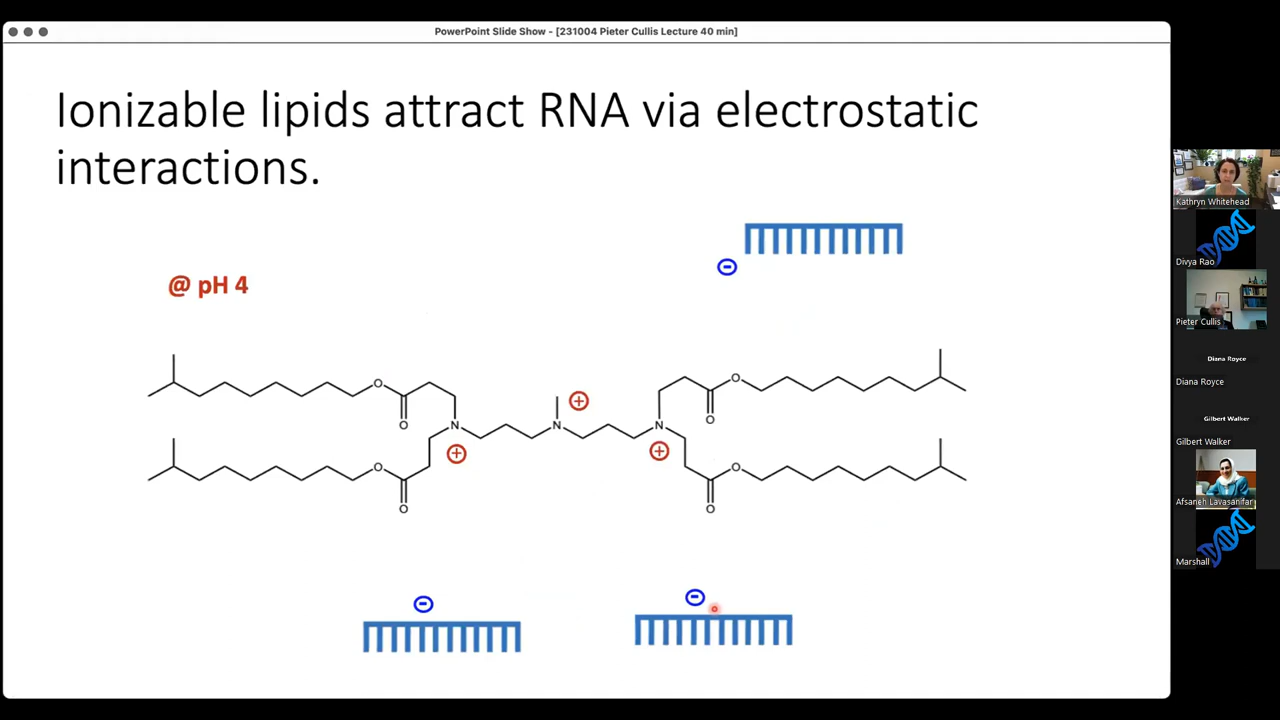 PowerPoint Slide Show - [231004 Pieter Cullis Lecture 40 min]
Ionizable lipids attract RNA via electrostatic
interactions.
@ pH 4
O
O
O
O
N
N
N
O
O
O
O
Kathryn Whitehead
Divya Rao
Pieter Cullis
Diana Royce
Diana Royce
Gilbert Walker
Gilbert Walker
Afsaneh Lavasanifar
Marshall